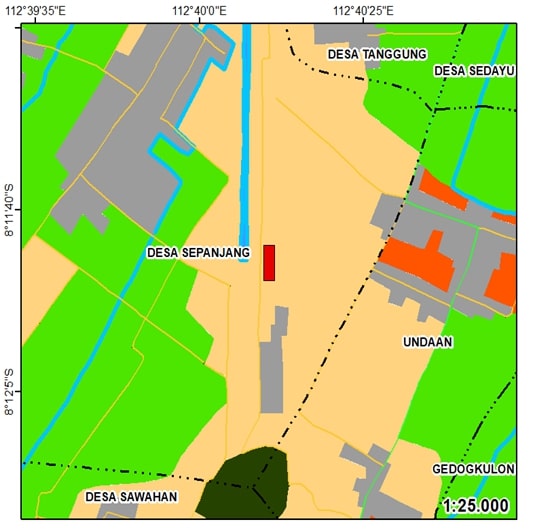 112°39'35"E 112°40'0"E 112°40'25"E
DESA TANGGUNG
DESA SEDAYU
8°11'40"S
DESA SEPANJANG
UNDAAN
8°12'5"S
GEDOGKULON
DESA SAWAHAN
1:25.000